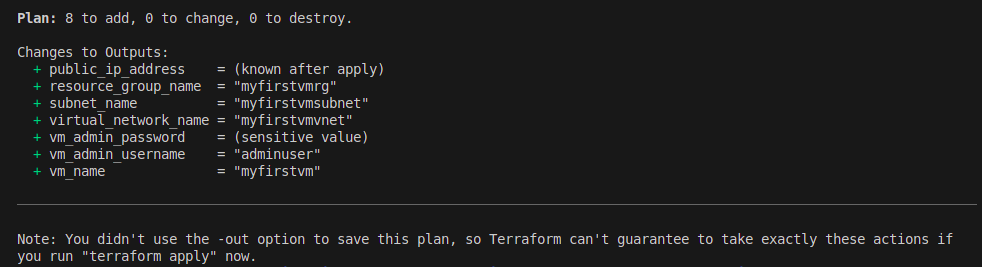 Plan: 8 to add, 0 to change, 0 to destroy.
Changes to Outputs:
+ public_ip_address    = (known after apply)
+ resource_group_name  = "myfirstvmrg"
+ subnet_name          = "myfirstvmsubnet"
+ virtual_network_name = "myfirstvmvnet"
+ vm_admin_password    = (sensitive value)
+ vm_admin_username    = "adminuser"
+ vm_name              = "myfirstvm"
Note: You didn't use the -out option to save this plan, so Terraform can't guarantee to take exactly these actions if
you run "terraform apply" now.